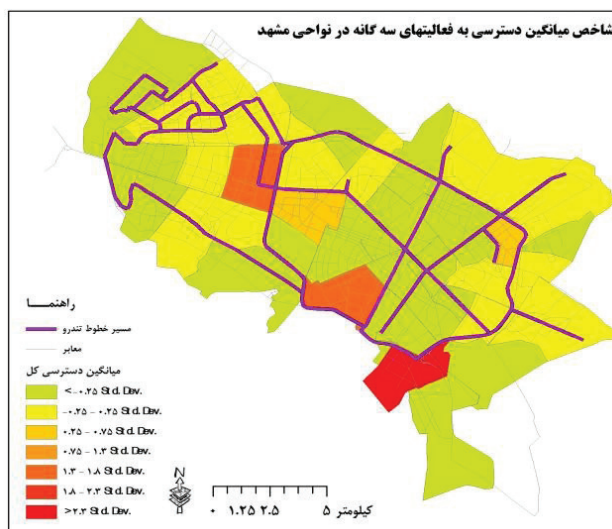 شاخص میانگین دسترسی به فعالیتهای سه گانه در نواحی مشهد
راهنمـــا
مسیر خطوط تندرو
معابر
میانگین دسترسی کل
< -۰.۲۵ Std. Dev.
-۰.۲۵ – ۰.۲۵ Std. Dev.
۰.۲۵ – ۰.۷۵ Std. Dev.
۰.۷۵ – ۱.۳ Std. Dev.
۱.۳ – ۱.۸ Std. Dev.
۱.۸ – ۲.۳ Std. Dev.
> ۲.۳ Std. Dev.
N
۰ ۱.۲۵ ۲.۵ ۵ کیلومتر